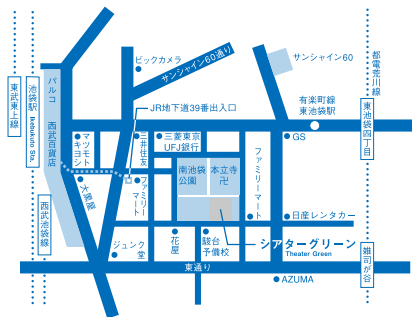 ビックカメラ
サンシャイン60通り
サンシャイン60
都電荒川線
東武東上線
池袋駅
Ikebukuro Sta.
パルコ
西武百貨店
JR地下道39番出入口
有楽町線
東池袋駅
東池袋四丁目
マツモト
キヨシ
三井住友
三菱東京
UFJ銀行
GS
南池袋
公園
本立寺
卍
ファミリーマート
大黒屋
ファミリー
マート
西武池袋線
日産レンタカー
ジュンク
堂
花屋
駿台
予備校
シアターグリーン
Theater Green
雑司が谷
東通り
AZUMA